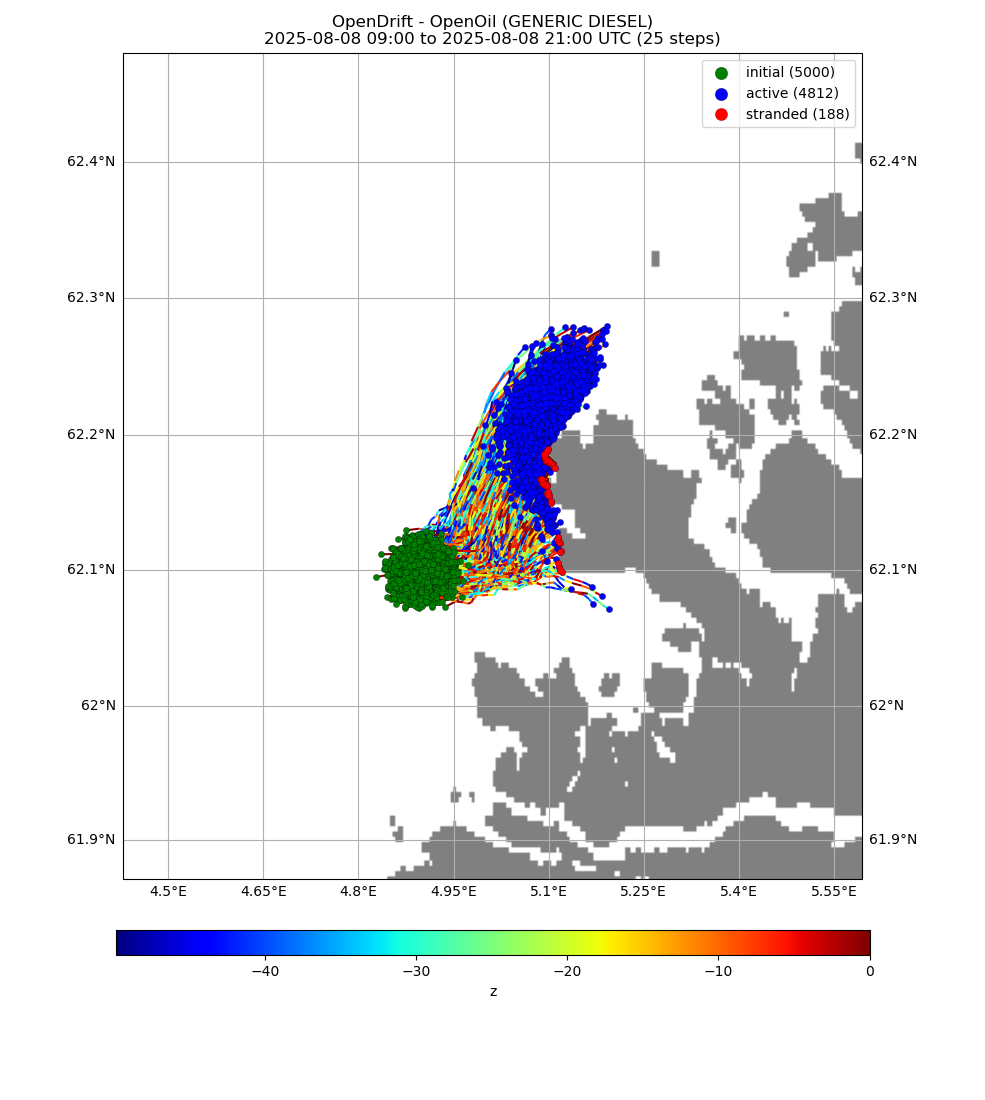 OpenDrift - OpenOil (GENERIC DIESEL)
2025-08-08 09:00 to 2025-08-08 21:00 UTC (25 steps)
initial (5000)
active (4812)
stranded (188)
62.4°N 62.4°N
62.3°N 62.3°N
62.2°N 62.2°N
62.1°N 62.1°N
62°N 62°N
61.9°N 61.9°N
4.5°E 4.65°E 4.8°E 4.95°E 5.1°E 5.25°E 5.4°E 5.55°E
−40 −30 −20 −10 0
z